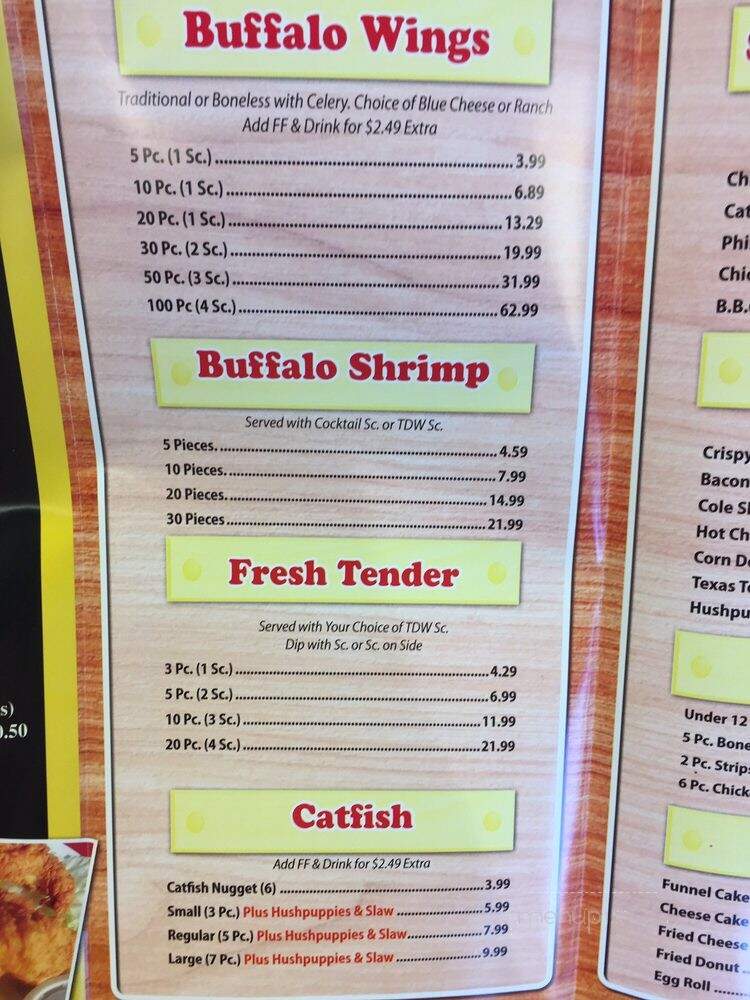 Buffalo Wings
Traditional or Boneless with Celery. Choice of Blue Cheese or Ranch
Add FF & Drink for $2.49 Extra
5 Pc. (1 Sc.) 3.99
10 Pc. (1 Sc.) 6.89
20 Pc. (1 Sc.) 13.29
30 Pc. (2 Sc.) 19.99
50 Pc. (3 Sc.) 31.99
100 Pc (4 Sc.) 62.99
Buffalo Shrimp
Served with Cocktail Sc. or TDW Sc.
5 Pieces. 4.59
10 Pieces. 7.99
20 Pieces. 14.99
30 Pieces 21.99
Fresh Tender
Served with Your Choice of TDW Sc.
Dip with Sc. or Sc. on Side
3 Pc. (1 Sc.) 4.29
5 Pc. (2 Sc.) 6.99
10 Pc. (3 Sc.) 11.99
20 Pc. (4 Sc.) 21.99
Catfish
Add FF & Drink for $2.49 Extra
Catfish Nugget (6) 3.99
Small (3 Pc.) Plus Hushpuppies & Slaw 5.99
Regular (5 Pc.) Plus Hushpuppies & Slaw 7.99
Large (7 Pc.) Plus Hushpuppies & Slaw 9.99
s)
.50
Ch
Cat
Phi
Chi
B.B.
Crispy
Bacon
Cole Sl
Hot Ch
Corn D
Texas T
Hushpu
Under 12
5 Pc. Bone
2 Pc. Strip
6 Pc. Chick
Funnel Cake
Cheese Cake
Fried Cheese
Fried Donut
Egg Roll